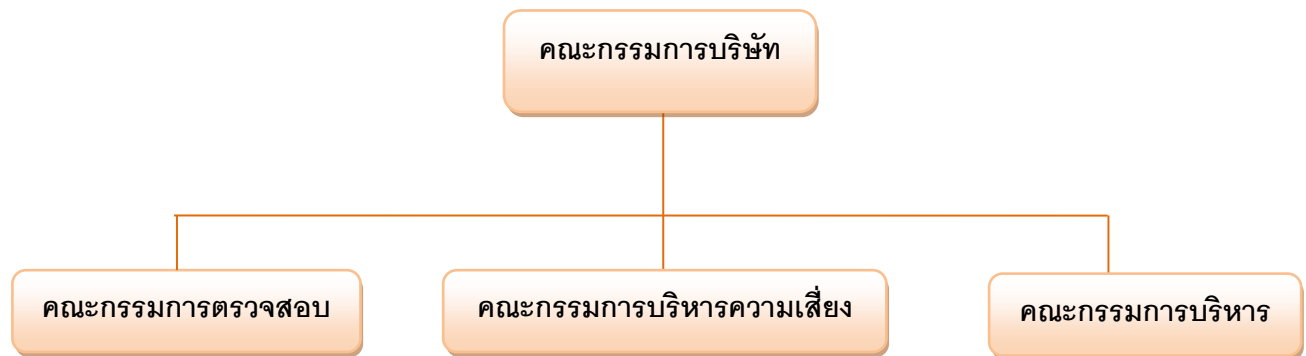 คณะกรรมการบริษัท
คณะกรรมการตรวจสอบ
คณะกรรมการบริหารความเสี่ยง
คณะกรรมการบริหาร